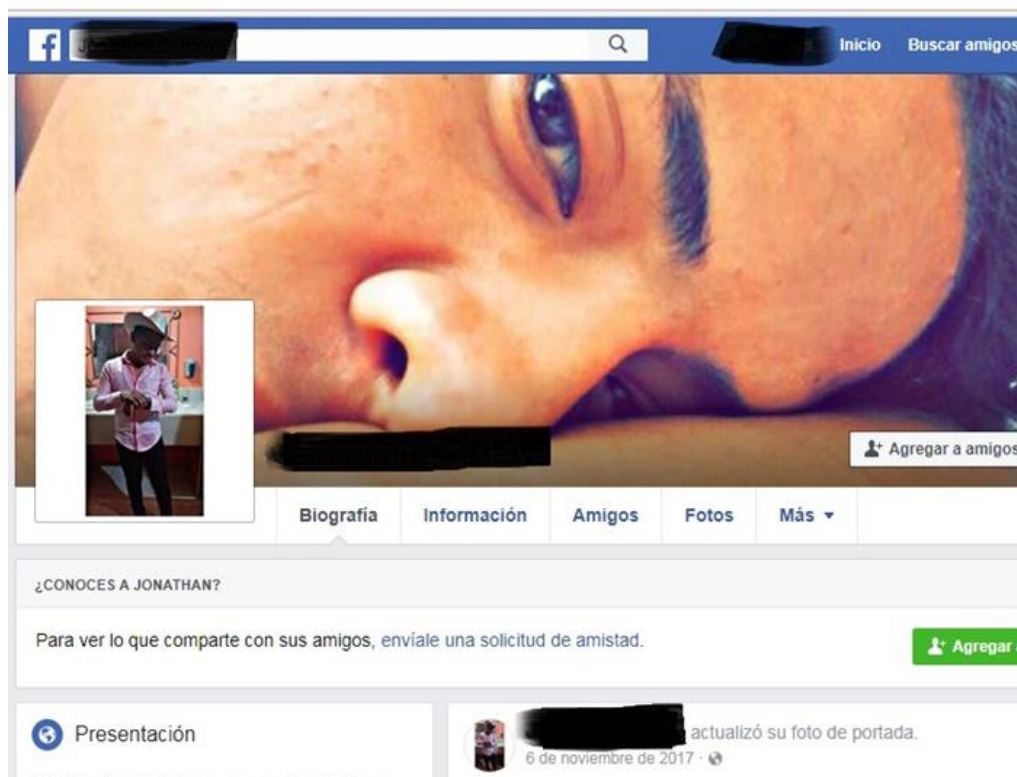 f
Inicio Buscar amigos
Agregar a amigos
Biografía Información Amigos Fotos Más
¿CONOCES A JONATHAN?
Para ver lo que comparte con sus amigos, envíale una solicitud de amistad.
Agregar
Presentación
actualizó su foto de portada.
6 de noviembre de 2017 ·